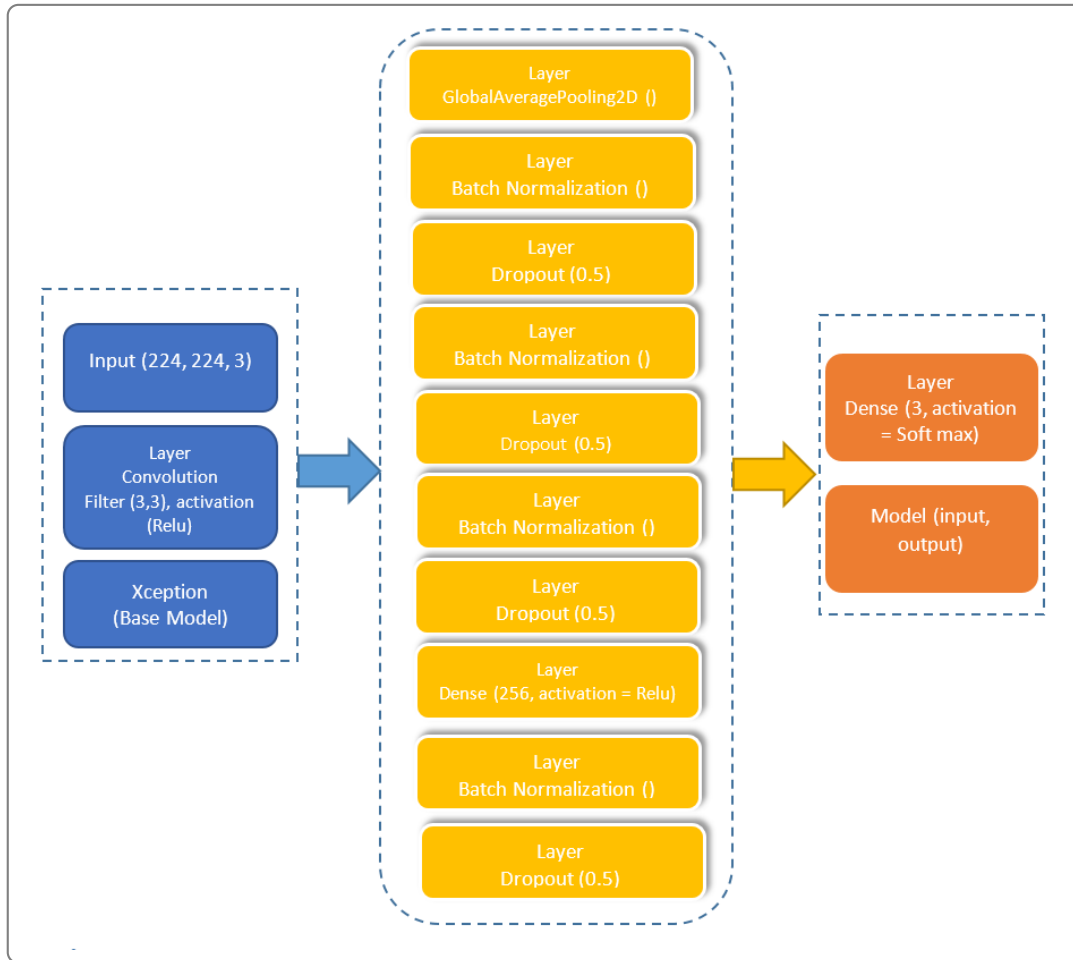 Input (224, 224, 3)
Layer
Convolution
Filter (3,3), activation
(Relu)
Xception
(Base Model)
Layer
GlobalAveragePooling2D ()
Layer
Batch Normalization ()
Layer
Dropout (0.5)
Layer
Batch Normalization ()
Layer
Dropout (0.5)
Layer
Batch Normalization ()
Layer
Dropout (0.5)
Layer
Dense (256, activation = Relu)
Layer
Batch Normalization ()
Layer
Dropout (0.5)
Layer
Dense (3, activation
= Soft max)
Model (input,
output)